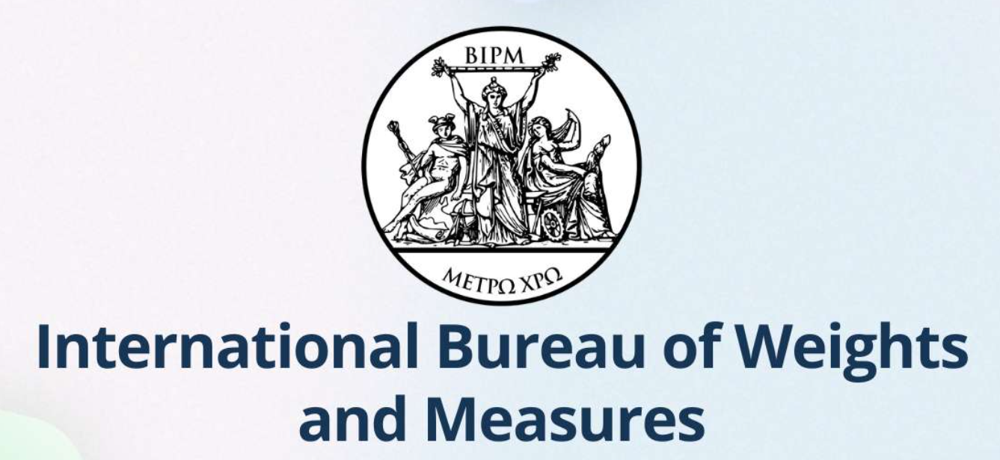 BIPM
ΜΕΤΡΩ ΧΡΩ
International Bureau of Weights
and Measures